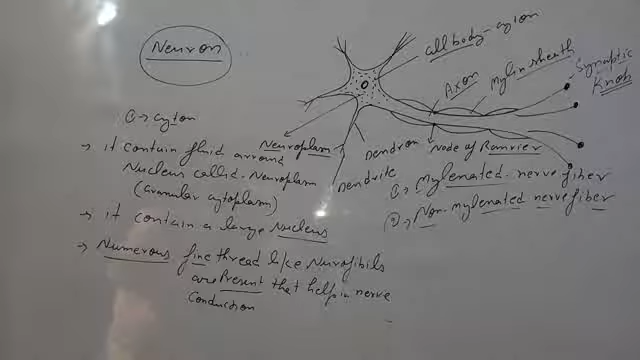 Neuron
Cell body - cyton
Axon
Mylin sheath
Synaptic
Knob
① → cyton
→ it contain fluid arround
Nucleus callid - Neuroplasm
(Granular cytoplasm)
→ it contain a large Nucleus
→ Numerous fine thread like Nurofibils
are Present that help in nerve
Conduction
Neuroplasm
Dendron
Dendrite
Node of Ranvier
① → Mylenated nerve fiber
② → Non-mylenated nerve fiber